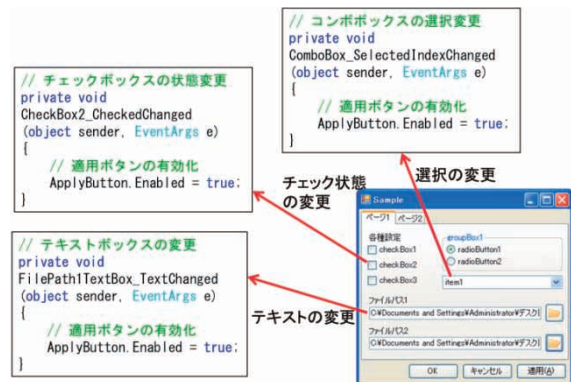 // コンボボックスの選択変更
private void
ComboBox_SelectedIndexChanged
(object sender, EventArgs e)
{
// 適用ボタンの有効化
ApplyButton.Enabled = true;
}
// チェックボックスの状態変更
private void
CheckBox2_CheckedChanged
(object sender, EventArgs e)
{
// 適用ボタンの有効化
ApplyButton.Enabled = true;
}
チェック状態
の変更
選択の変更
// テキストボックスの変更
private void
FilePath1TextBox_TextChanged
(object sender, EventArgs e)
{
// 適用ボタンの有効化
ApplyButton.Enabled = true;
}
テキストの変更
Sample
ページ1 ページ2
各種設定
checkBox1
checkBox2
checkBox3
groupBox1
radioButton1
radioButton2
item1
ファイルパス1
C:¥Documents and Settings¥Administrator¥デスクト
ファイルパス2
C:¥Documents and Settings¥Administrator¥デスクト
OK キャンセル 適用(A)